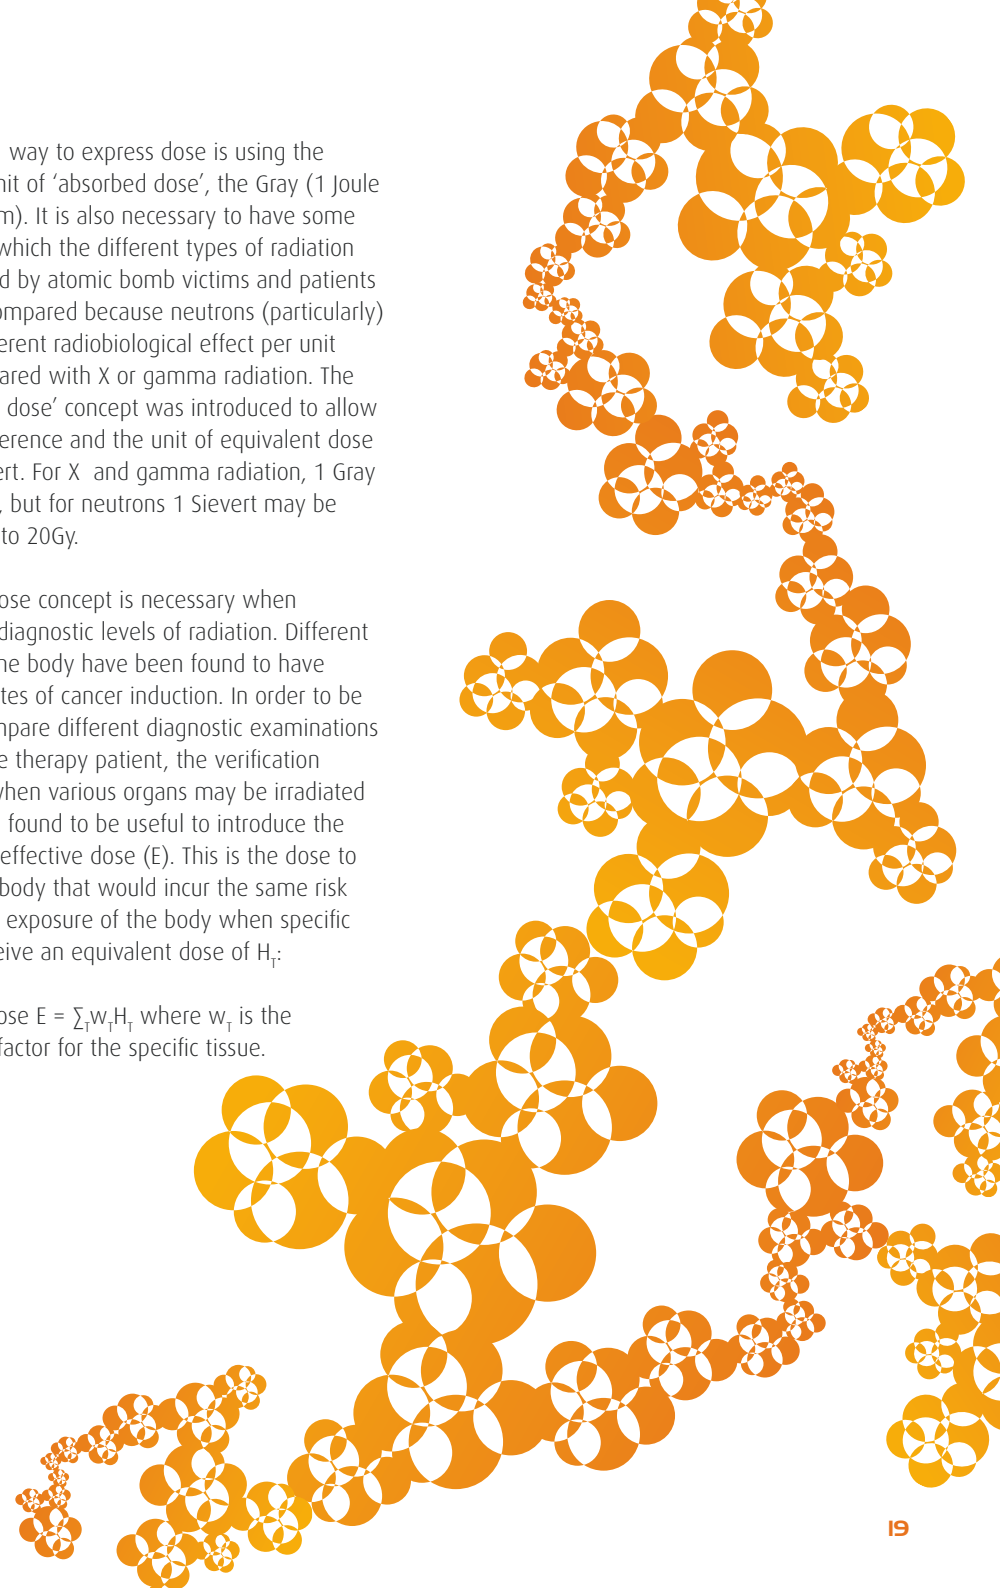 way to express dose is using the
nit of ‘absorbed dose’, the Gray (1 Joule
m). It is also necessary to have some
which the different types of radiation
d by atomic bomb victims and patients
ompared because neutrons (particularly)
erent radiobiological effect per unit
ared with X or gamma radiation. The
dose’ concept was introduced to allow
erence and the unit of equivalent dose
ert. For X and gamma radiation, 1 Gray
, but for neutrons 1 Sievert may be
to 20Gy.
ose concept is necessary when
diagnostic levels of radiation. Different
he body have been found to have
tes of cancer induction. In order to be
mpare different diagnostic examinations
e therapy patient, the verification
when various organs may be irradiated
found to be useful to introduce the
effective dose (E). This is the dose to
body that would incur the same risk
exposure of the body when specific
eive an equivalent dose of H_T:
ose E = ∑_T w_T H_T where w_T is the
factor for the specific tissue.
19